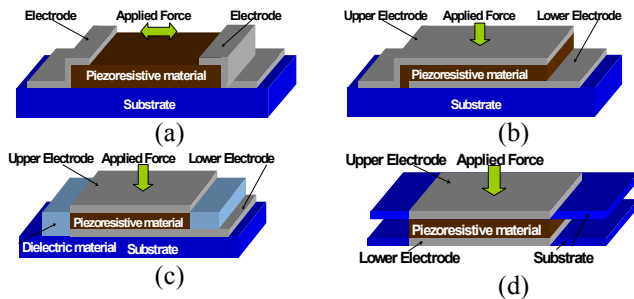 Electrode Applied Force Electrode
Piezoresistive material
Substrate
(a)
Upper Electrode Applied Force Lower Electrode
Piezoresistive material
Substrate
(b)
Upper Electrode Applied Force Lower Electrode
Piezoresistive material
Dielectric material Substrate
(c)
Upper Electrode Applied Force
Piezoresistive material
Lower Electrode Substrate
(d)